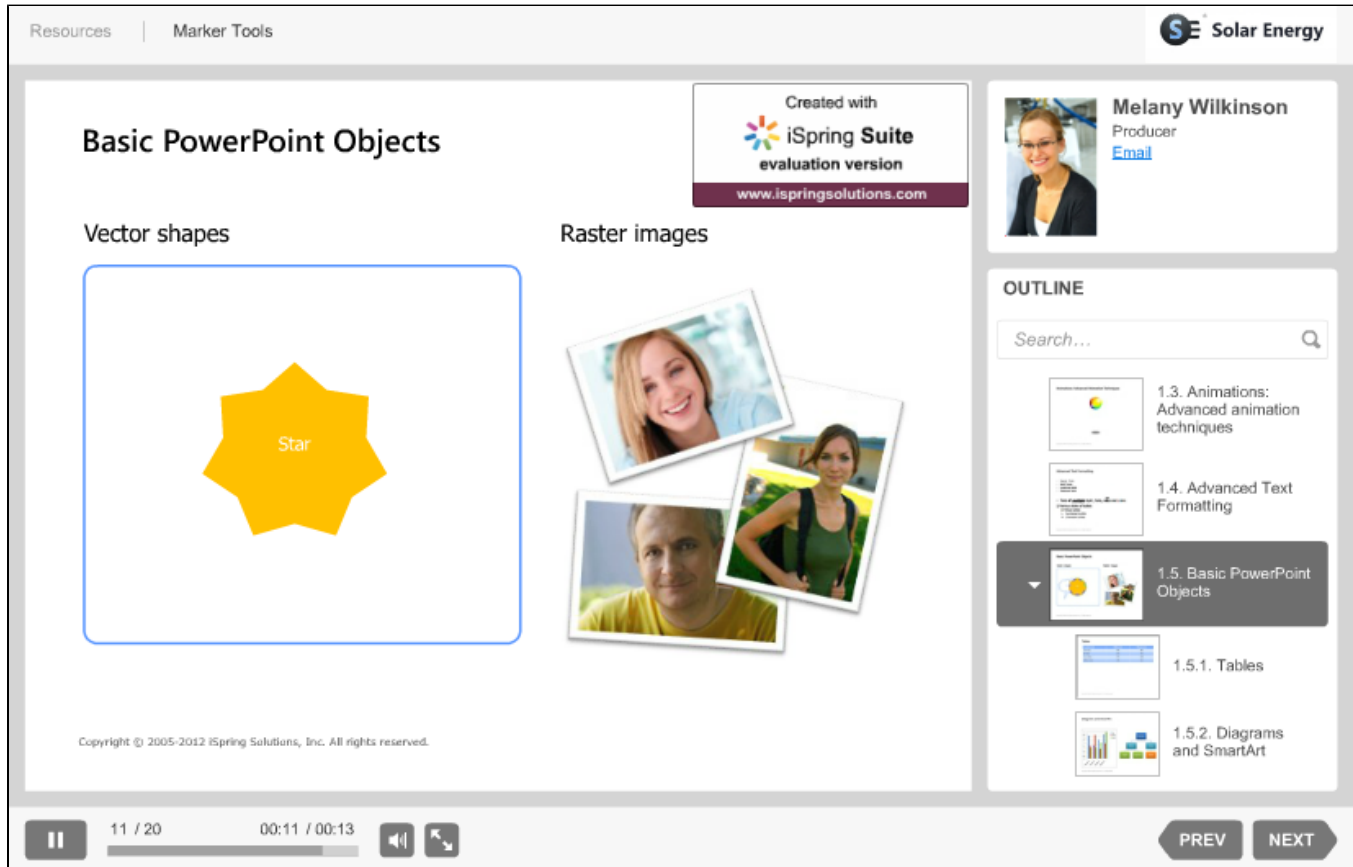 Resources
Marker Tools
SE Solar Energy
Basic PowerPoint Objects
Created with
iSpring Suite
evaluation version
www.ispringsolutions.com
Vector shapes
Raster images
Star
Copyright © 2005-2012 iSpring Solutions, Inc. All rights reserved.
Melany Wilkinson
Producer
Email
OUTLINE
Search...
1.3. Animations:
Advanced animation
techniques
1.4. Advanced Text
Formatting
1.5. Basic PowerPoint
Objects
1.5.1. Tables
1.5.2. Diagrams
and SmartArt
11 / 20
00:11 / 00:13
PREV
NEXT